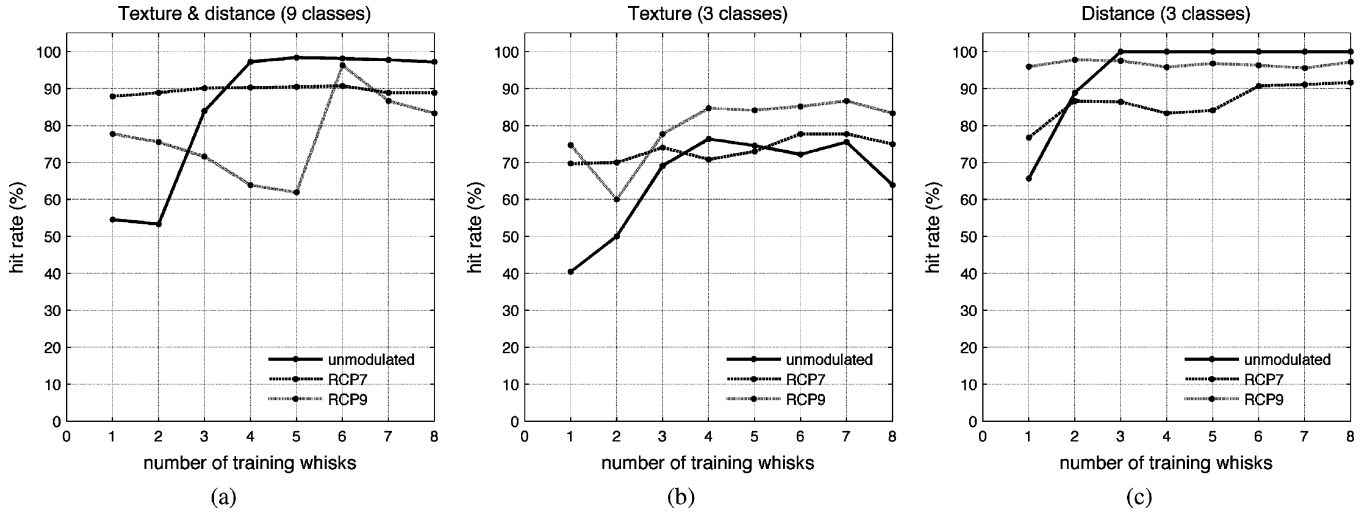 Texture & distance (9 classes)
100
90
80
70
60
50
40
30
20
10
0
hit rate (%)
unmodulated
RCP7
RCP9
0 1 2 3 4 5 6 7 8
number of training whisks
(a)
Texture (3 classes)
100
90
80
70
60
50
40
30
20
10
0
hit rate (%)
unmodulated
RCP7
RCP9
0 1 2 3 4 5 6 7 8
number of training whisks
(b)
Distance (3 classes)
100
90
80
70
60
50
40
30
20
10
0
hit rate (%)
unmodulated
RCP7
RCP9
0 1 2 3 4 5 6 7 8
number of training whisks
(c)